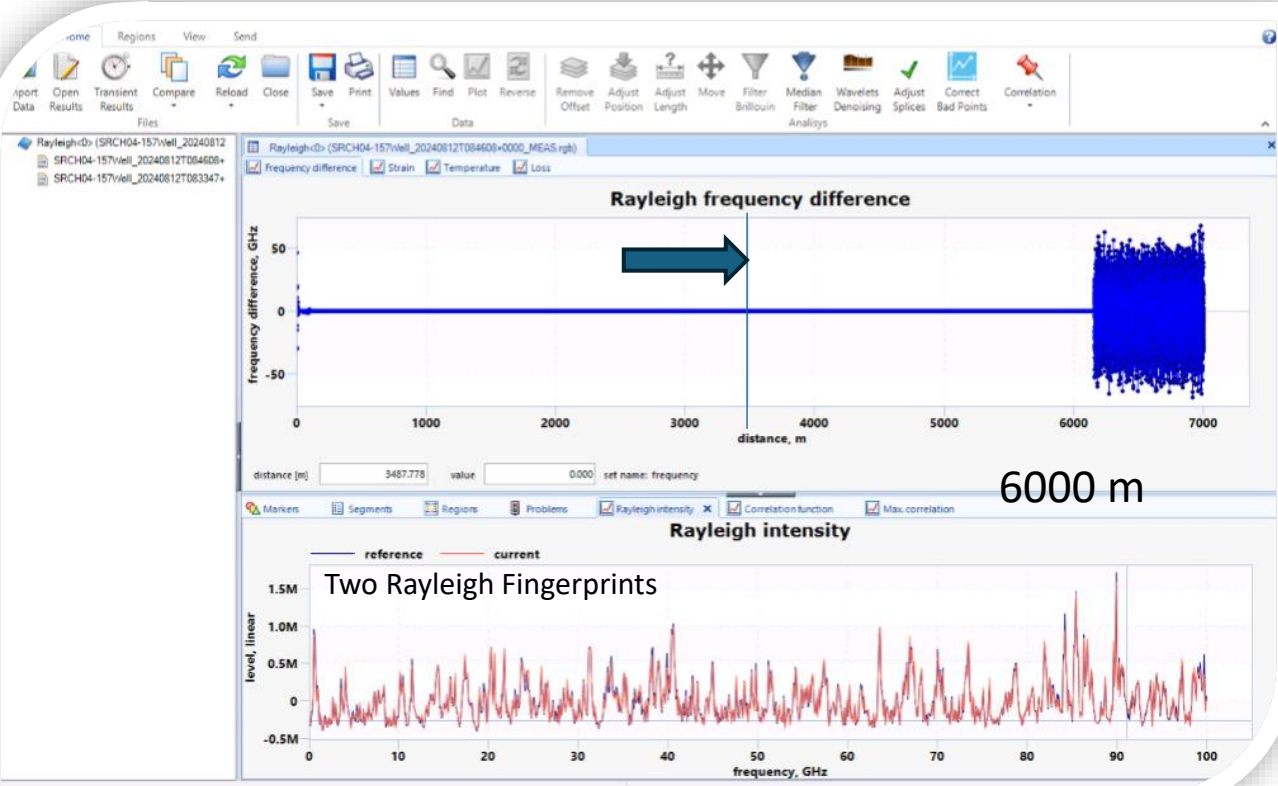 Home Regions View Send
Import Data Open Results Transient Results Compare Reload Close Save Print Values Find Plot Reverse Remove Offset Adjust Position Adjust Length Move Filter Brillouin Median Filter Wavelets Denoising Adjust Splices Correct Bad Points Correlation
Files Save Data Analisys
Rayleigh<0> (SRCH04-157Well_20240812
SRCH04-157Well_20240812T084608+
SRCH04-157Well_20240812T083347+
Rayleigh<0> (SRCH04-157Well_20240812T084608+0000_MEAS.rgb)
Frequency difference Strain Temperature Loss
Rayleigh frequency difference
frequency difference, GHz
50
0
-50
0 1000 2000 3000 4000 5000 6000 7000
distance, m
distance [m] 3487.778 value 0.000 set name: frequency
6000 m
Markers Segments Regions Problems Rayleigh intensity Correlation function Max. correlation
Rayleigh intensity
reference current
Two Rayleigh Fingerprints
level, linear
1.5M
1.0M
0.5M
0
-0.5M
0 10 20 30 40 50 60 70 80 90 100
frequency, GHz